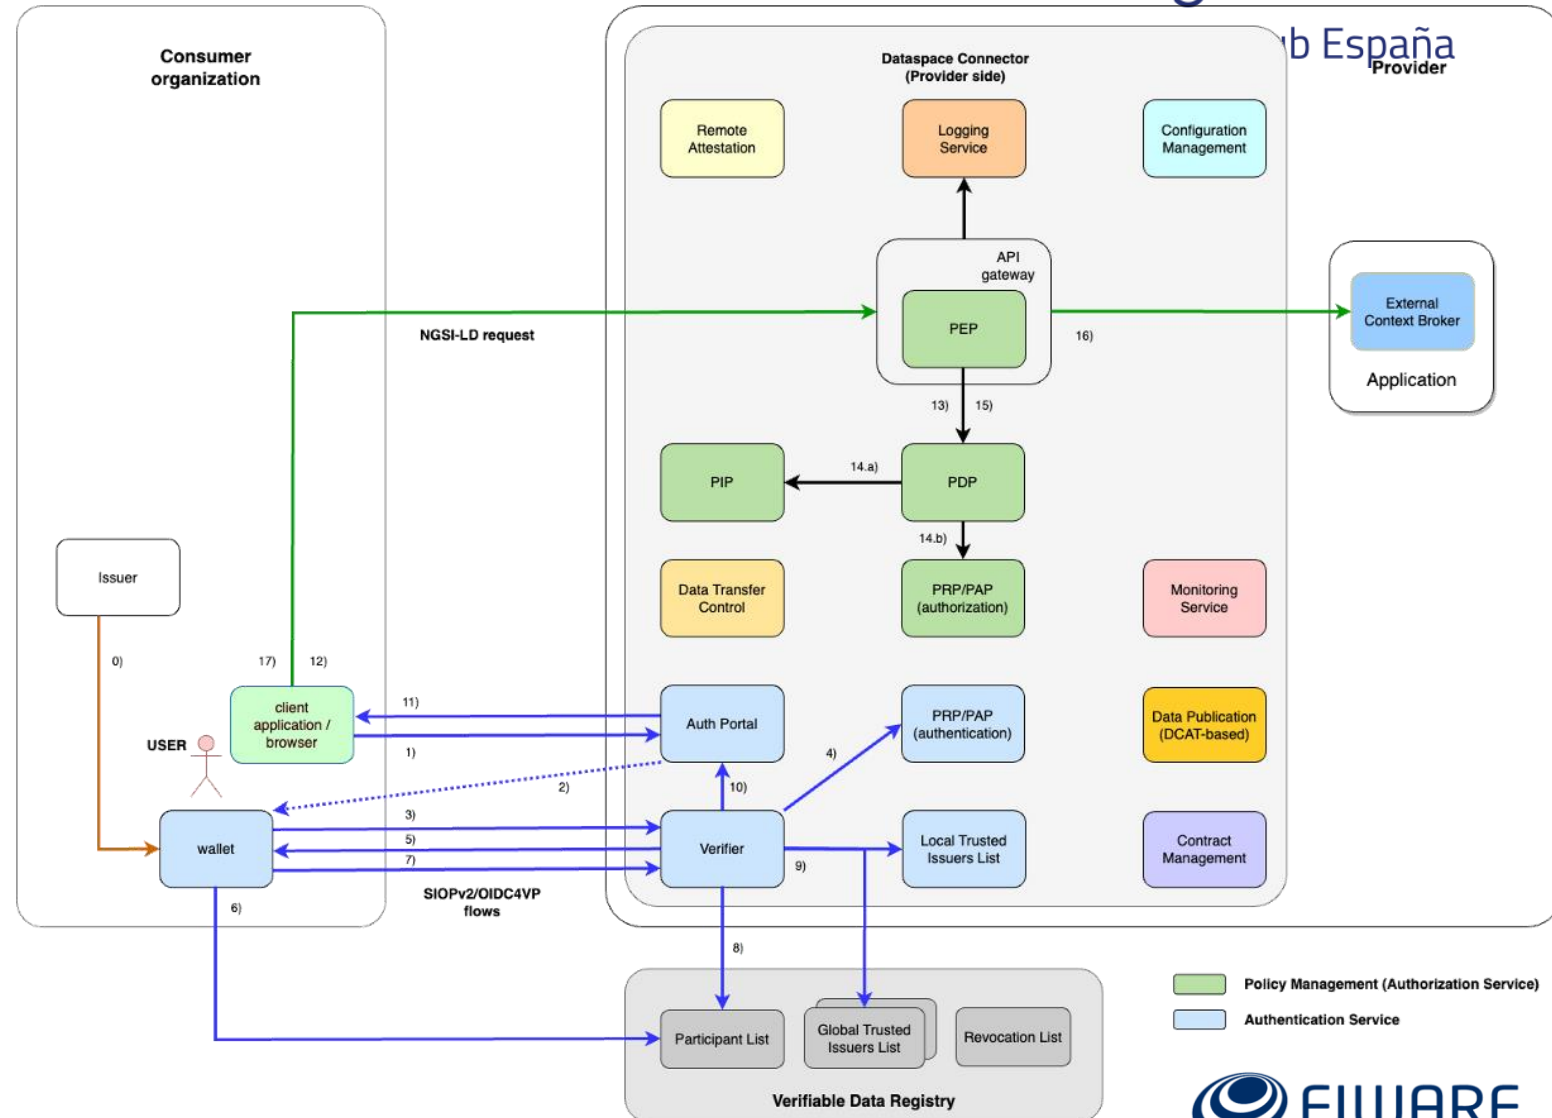 b España
Consumer
organization
Dataspace Connector
(Provider side)
Provider
Remote
Attestation
Logging
Service
Configuration
Management
API
gateway
PEP
NGSI-LD request
16)
External
Context Broker
Application
13)
15)
PIP
14.a)
PDP
14.b)
Issuer
Data Transfer
Control
PRP/PAP
(authorization)
Monitoring
Service
0)
17)
12)
client
application /
browser
USER
11)
1)
Auth Portal
PRP/PAP
(authentication)
Data Publication
(DCAT-based)
4)
2)
10)
wallet
3)
5)
7)
Verifier
9)
Local Trusted
Issuers List
Contract
Management
SIOPv2/OIDC4VP
flows
6)
8)
Participant List
Global Trusted
Issuers List
Revocation List
Verifiable Data Registry
Policy Management (Authorization Service)
Authentication Service
FIWARE